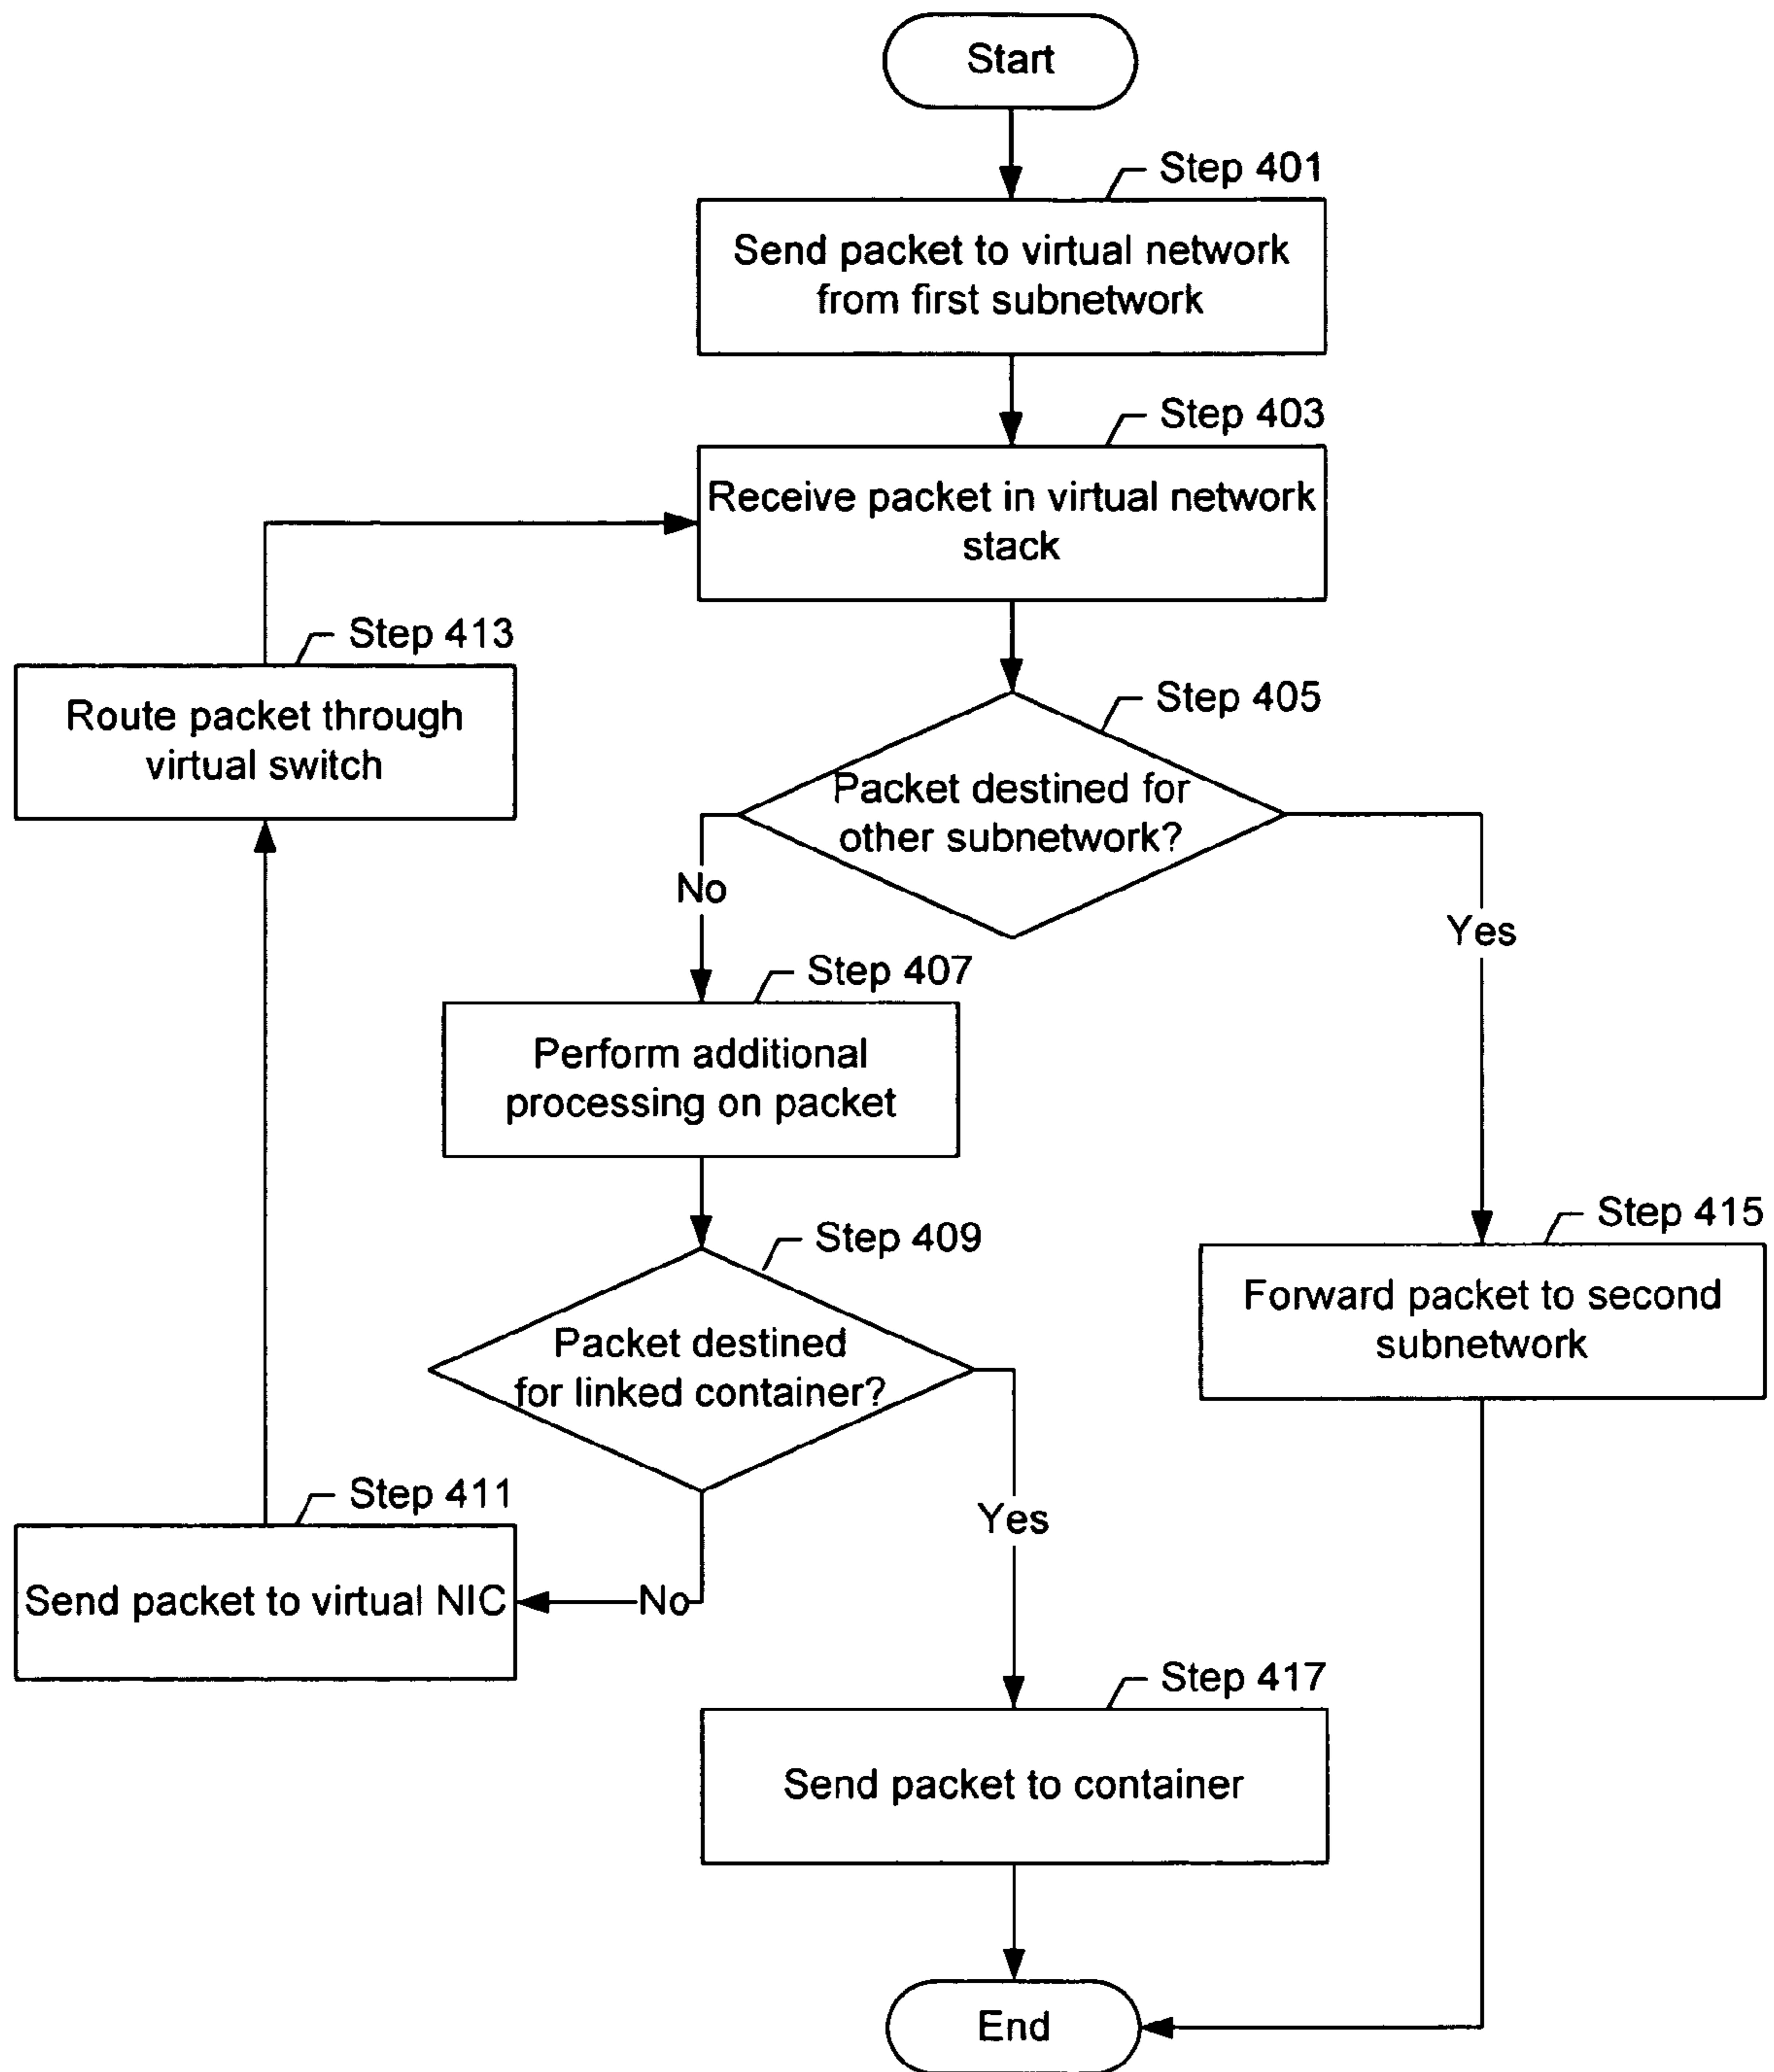 Start
Step 401
Send packet to virtual network
from first subnetwork
Step 403
Receive packet in virtual network
stack
Step 413
Route packet through
virtual switch
Step 405
Packet destined for
other subnetwork?
No
Yes
Step 407
Perform additional
processing on packet
Step 409
Packet destined
for linked container?
Step 415
Forward packet to second
subnetwork
Step 411
Send packet to virtual NIC
No
Yes
Step 417
Send packet to container
End